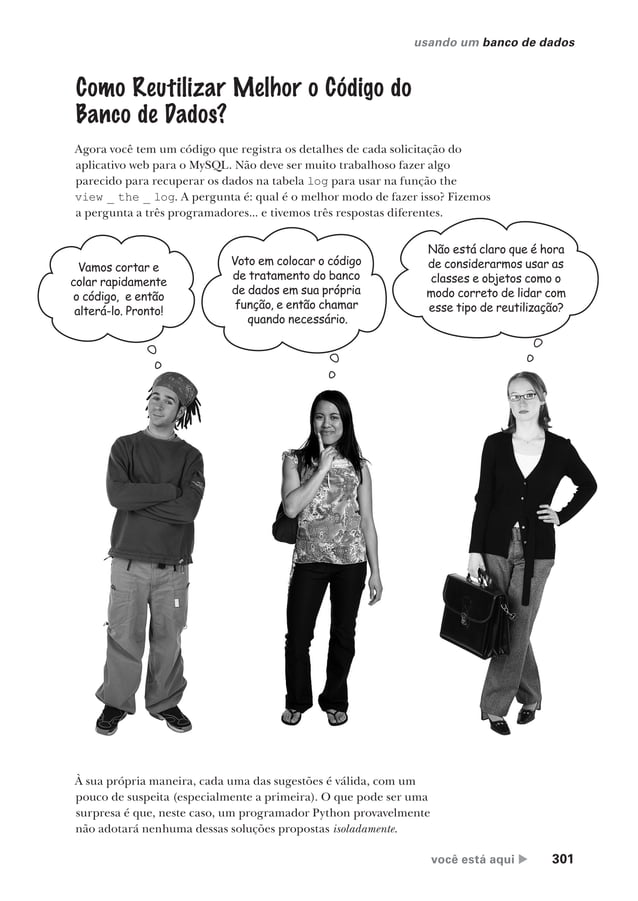 usando um banco de dados
Como Reutilizar Melhor o Código do
Banco de Dados?
Agora você tem um código que registra os detalhes de cada solicitação do
aplicativo web para o MySQL. Não deve ser muito trabalhoso fazer algo
parecido para recuperar os dados na tabela log para usar na função the
view _ the _ log. A pergunta é: qual é o melhor modo de fazer isso? Fizemos
a pergunta a três programadores... e tivemos três respostas diferentes.
Vamos cortar e
colar rapidamente
o código, e então
alterá-lo. Pronto!
Voto em colocar o código
de tratamento do banco
de dados em sua própria
função, e então chamar
quando necessário.
Não está claro que é hora
de considerarmos usar as
classes e objetos como o
modo correto de lidar com
esse tipo de reutilização?
À sua própria maneira, cada uma das sugestões é válida, com um
pouco de suspeita (especialmente a primeira). O que pode ser uma
surpresa é que, neste caso, um programador Python provavelmente
não adotará nenhuma dessas soluções propostas isoladamente.
você está aqui ▶ 301